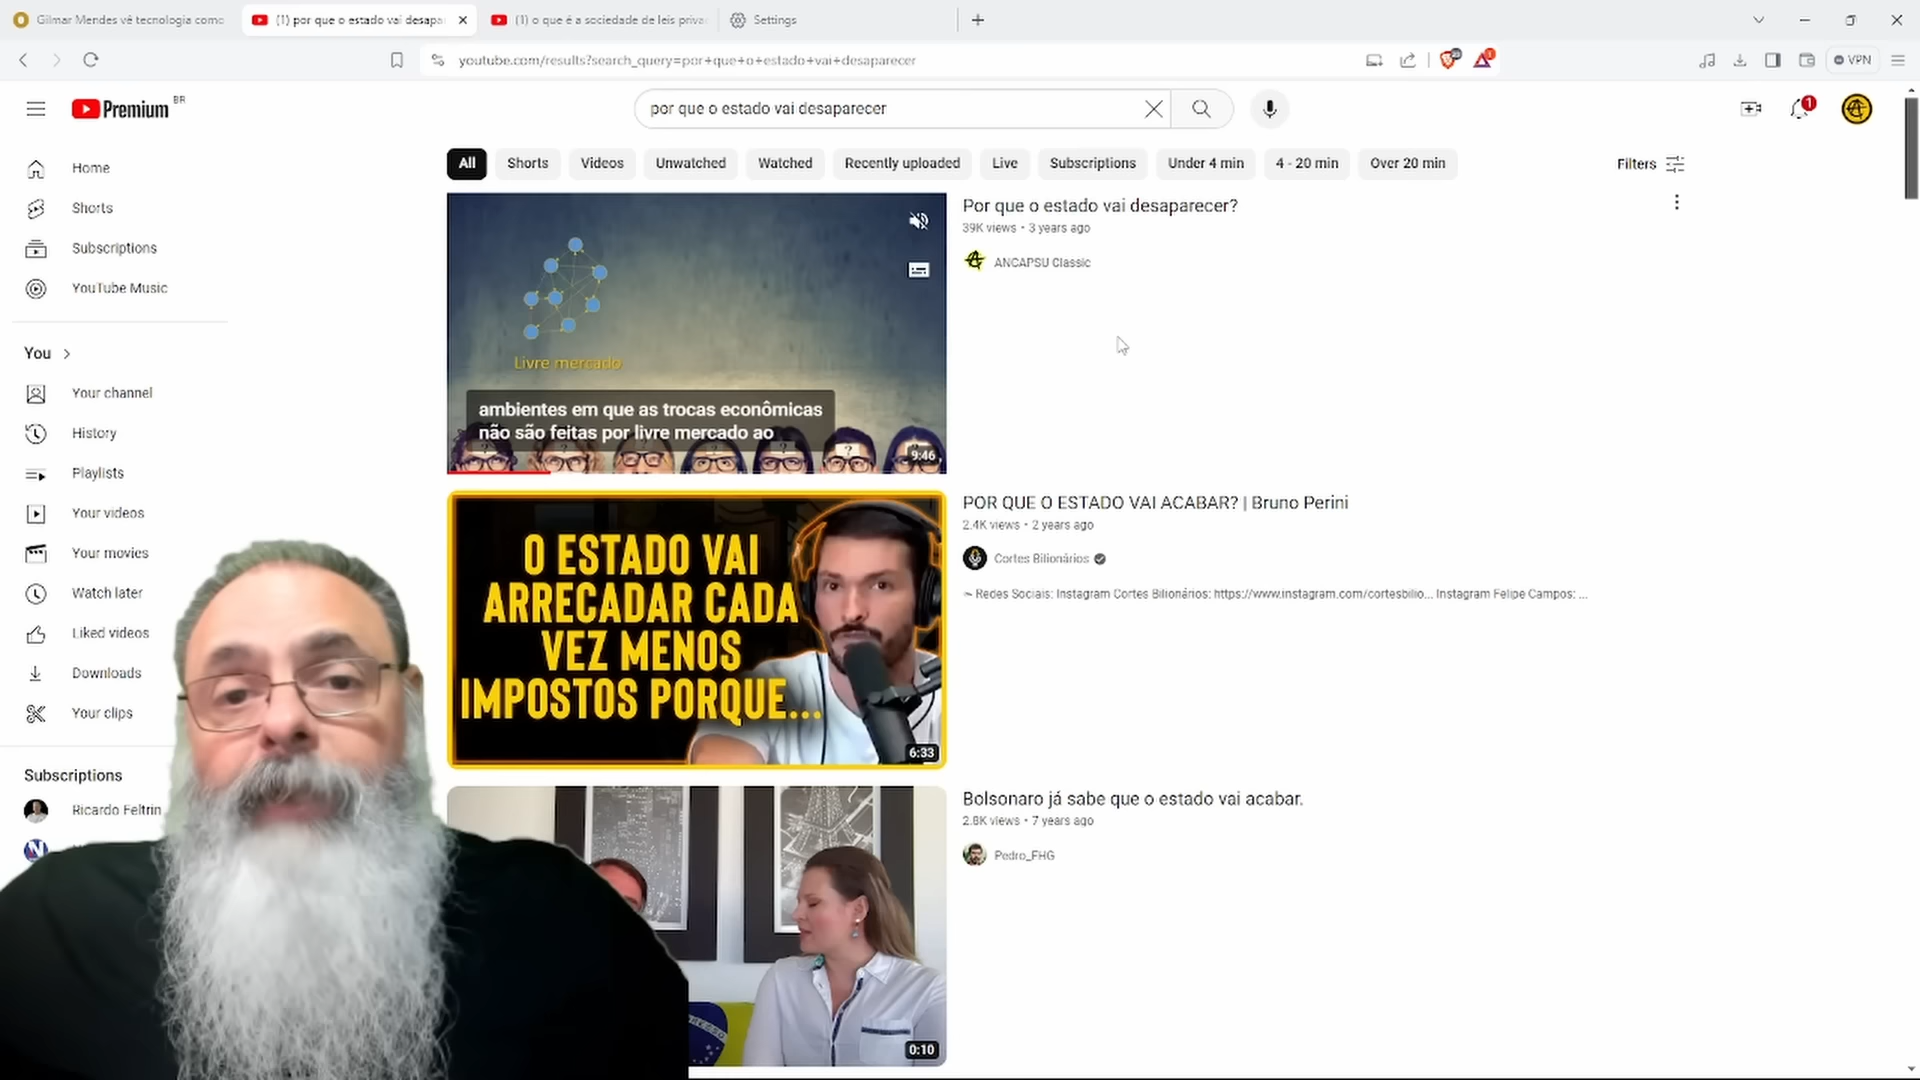 Gilmar Mendes vê tecnologia como
(1) por que o estado vai desapa
(1) o que é a sociedade de leis priva
Settings
youtube.com/results?search_query=por+que+o+estado+vai+desaparecer
VPN
Premium BR
por que o estado vai desaparecer
1
All
Shorts
Videos
Unwatched
Watched
Recently uploaded
Live
Subscriptions
Under 4 min
4 - 20 min
Over 20 min
Filters
Home
Shorts
Subscriptions
YouTube Music
You
Your channel
History
Playlists
Your videos
Your movies
Watch later
Liked videos
Downloads
Your clips
Subscriptions
Ricardo Feltrin
Livre mercado
ambientes em que as trocas econômicas
não são feitas por livre mercado ao
9:46
Por que o estado vai desaparecer?
39K views • 3 years ago
ANCAPSU Classic
O ESTADO VAI
ARRECADAR CADA
VEZ MENOS
IMPOSTOS PORQUE...
6:33
POR QUE O ESTADO VAI ACABAR? | Bruno Perini
2.4K views • 2 years ago
Cortes Bilionários
~ Redes Sociais: Instagram Cortes Bilionários: https://www.instagram.com/cortesbilio... Instagram Felipe Campos: ...
0:10
Bolsonaro já sabe que o estado vai acabar.
2.8K views • 7 years ago
Pedro_FHG